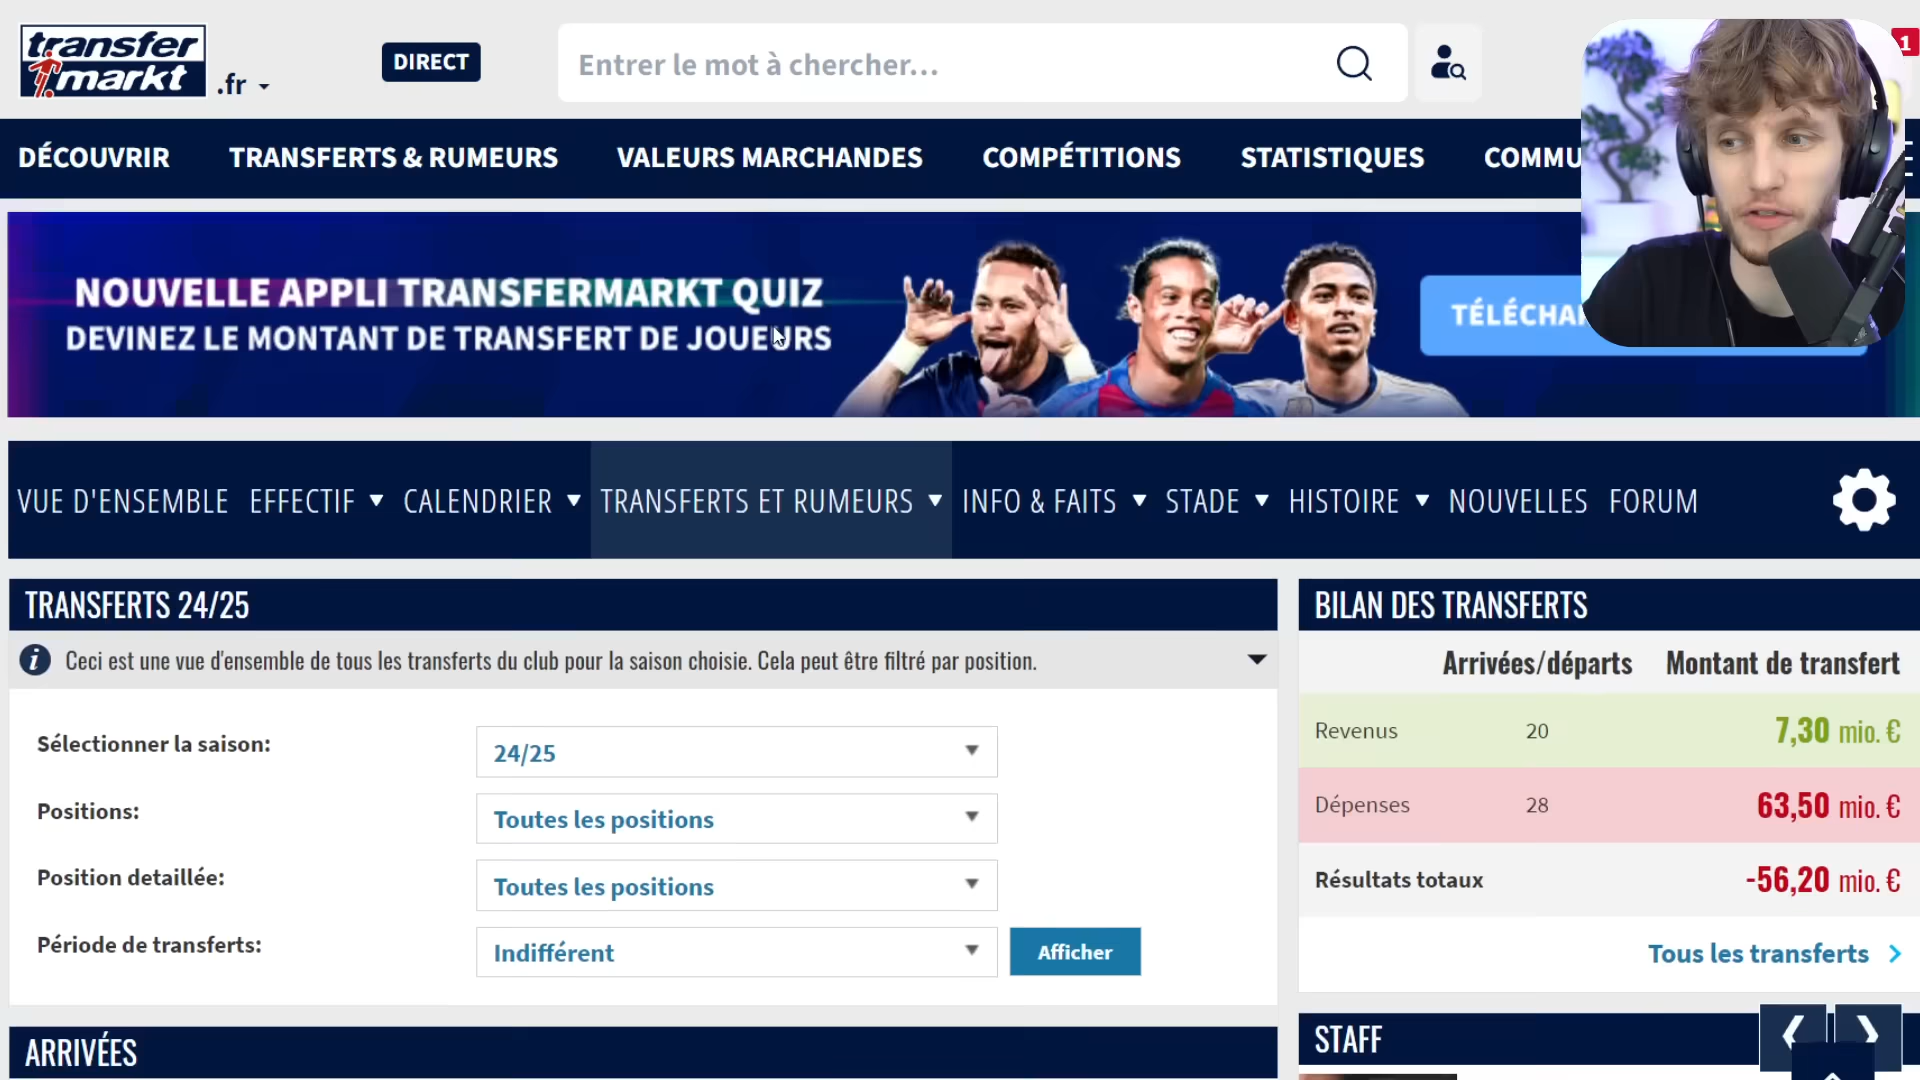 transfer
markt
.fr
DIRECT
Entrer le mot à chercher...
1
DÉCOUVRIR
TRANSFERTS & RUMEURS
VALEURS MARCHANDES
COMPÉTITIONS
STATISTIQUES
COMMU
NOUVELLE APPLI TRANSFERMARKT QUIZ
DEVINEZ LE MONTANT DE TRANSFERT DE JOUEURS
TÉLÉCHA
VUE D'ENSEMBLE
EFFECTIF
CALENDRIER
TRANSFERTS ET RUMEURS
INFO & FAITS
STADE
HISTOIRE
NOUVELLES
FORUM
TRANSFERTS 24/25
Ceci est une vue d'ensemble de tous les transferts du club pour la saison choisie. Cela peut être filtré par position.
Sélectionner la saison:
24/25
Positions:
Toutes les positions
Position detaillée:
Toutes les positions
Période de transferts:
Indifférent
Afficher
ARRIVÉES
BILAN DES TRANSFERTS
Arrivées/départs Montant de transfert
Revenus 20 7,30 mio. €
Dépenses 28 63,50 mio. €
Résultats totaux -56,20 mio. €
Tous les transferts
STAFF